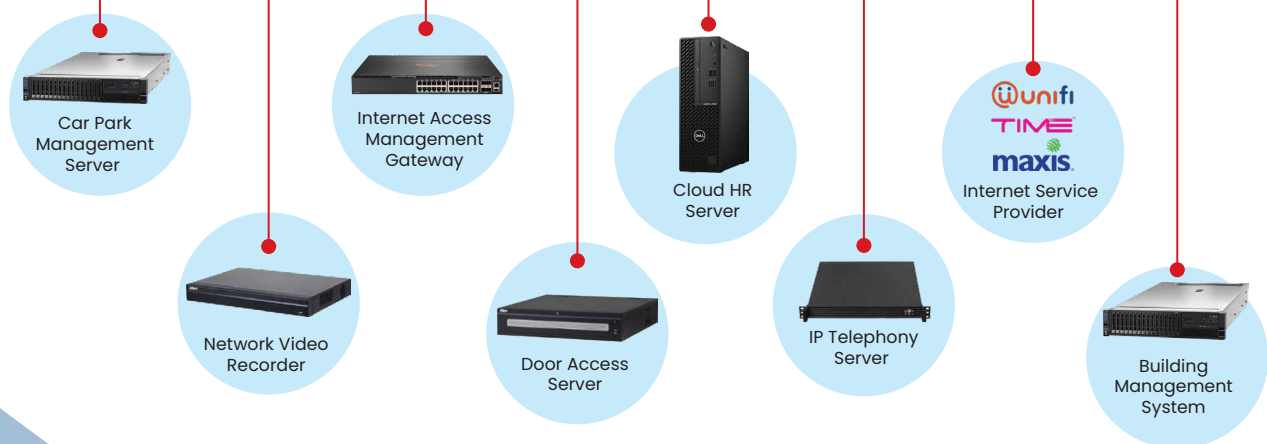 Car Park
Management
Server
Network Video
Recorder
Internet Access
Management
Gateway
Door Access
Server
DELL
Cloud HR
Server
IP Telephony
Server
unifi
TIME
maxis
Internet Service
Provider
Building
Management
System